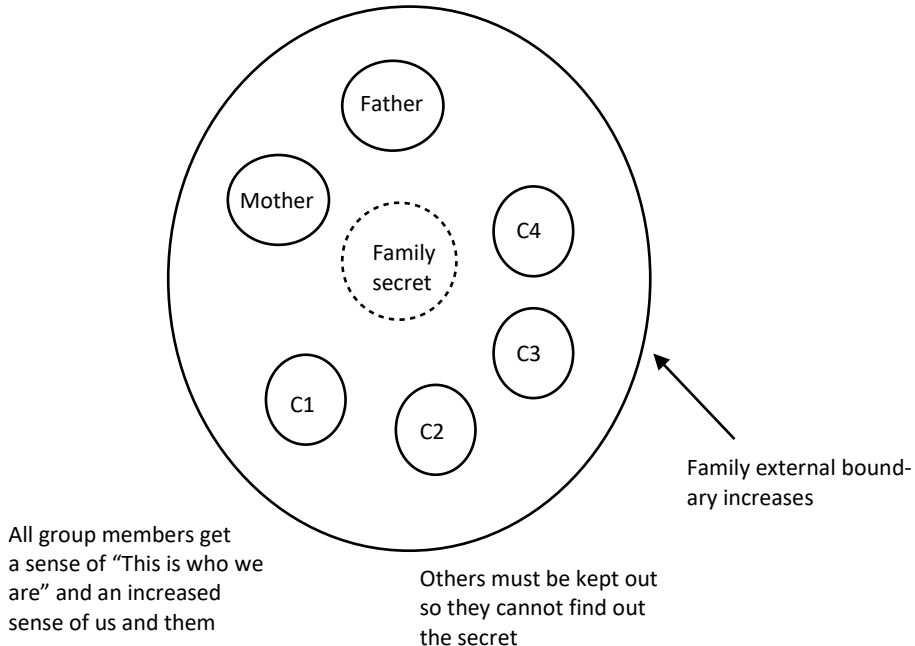 Father
Mother
Family
secret
C4
C3
C1
C2
Family external bound-
ary increases
All group members get
a sense of “This is who we
are” and an increased
sense of us and them
Others must be kept out
so they cannot find out
the secret